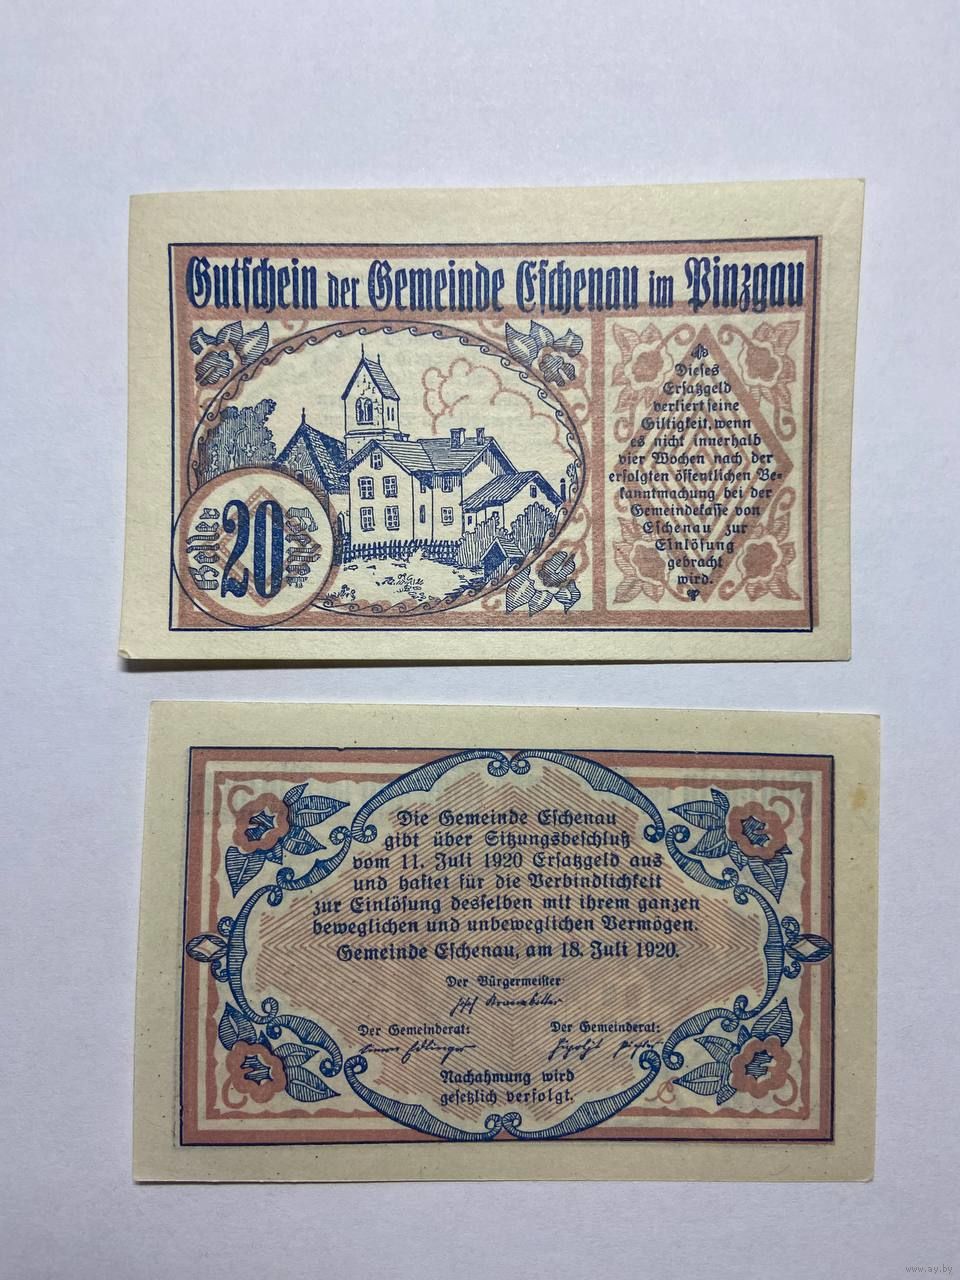 Gutschein der Gemeinde Eschenau im Pinzgau
Dieses
Ersatzgeld
verliert seine
Giltigkeit, wenn
es nicht innerhalb
vier Wochen nach der
erfolgten öffentlichen Be-
kanntmachung bei der
Gemeindekasse von
Eschenau zur
Einlösung
gebracht
wird.
20
Die Gemeinde Eschenau
gibt über Sitzungsbeschluß
vom 11. Juli 1920 Ersatzgeld aus
und haftet für die Verbindlichkeit
zur Einlösung desselben mit ihrem ganzen
beweglichen und unbeweglichen Vermögen.
Gemeinde Eschenau, am 18. Juli 1920.
Der Bürgermeister:
Der Gemeinderat: Der Gemeinderat:
Nachahmung wird
gesetzlich verfolgt.
www.ay.by